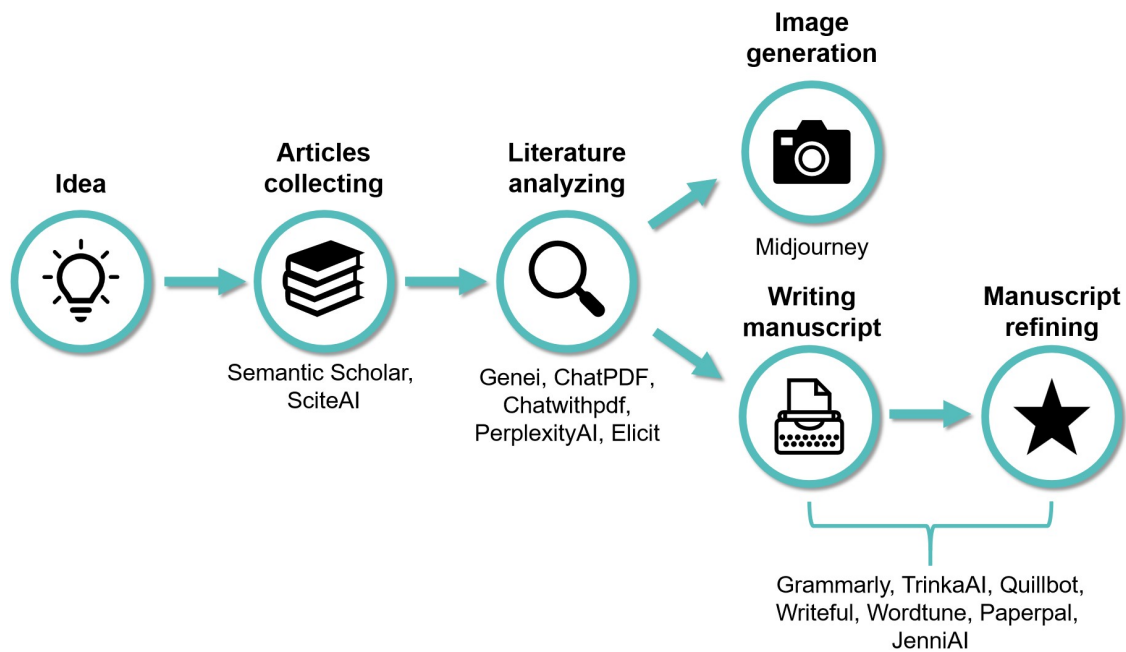 Idea
Articles
collecting
Semantic Scholar,
SciteAI
Literature
analyzing
Genei, ChatPDF,
Chatwithpdf,
PerplexityAI, Elicit
Image
generation
Midjourney
Writing
manuscript
Manuscript
refining
Grammarly, TrinkaAI, Quillbot,
Writeful, Wordtune, Paperpal,
JenniAI